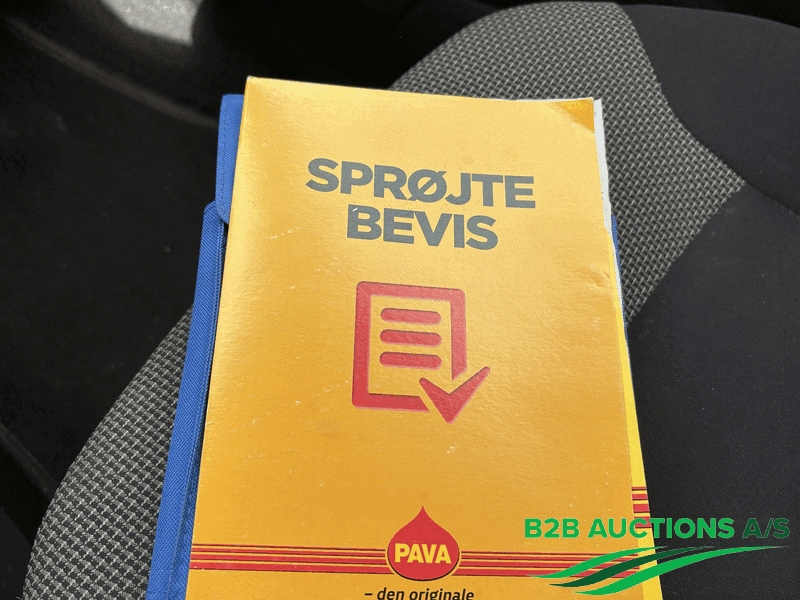 SPRØJTE
BEVIS
PAVA
– den originale
B2B AUCTIONS A/S